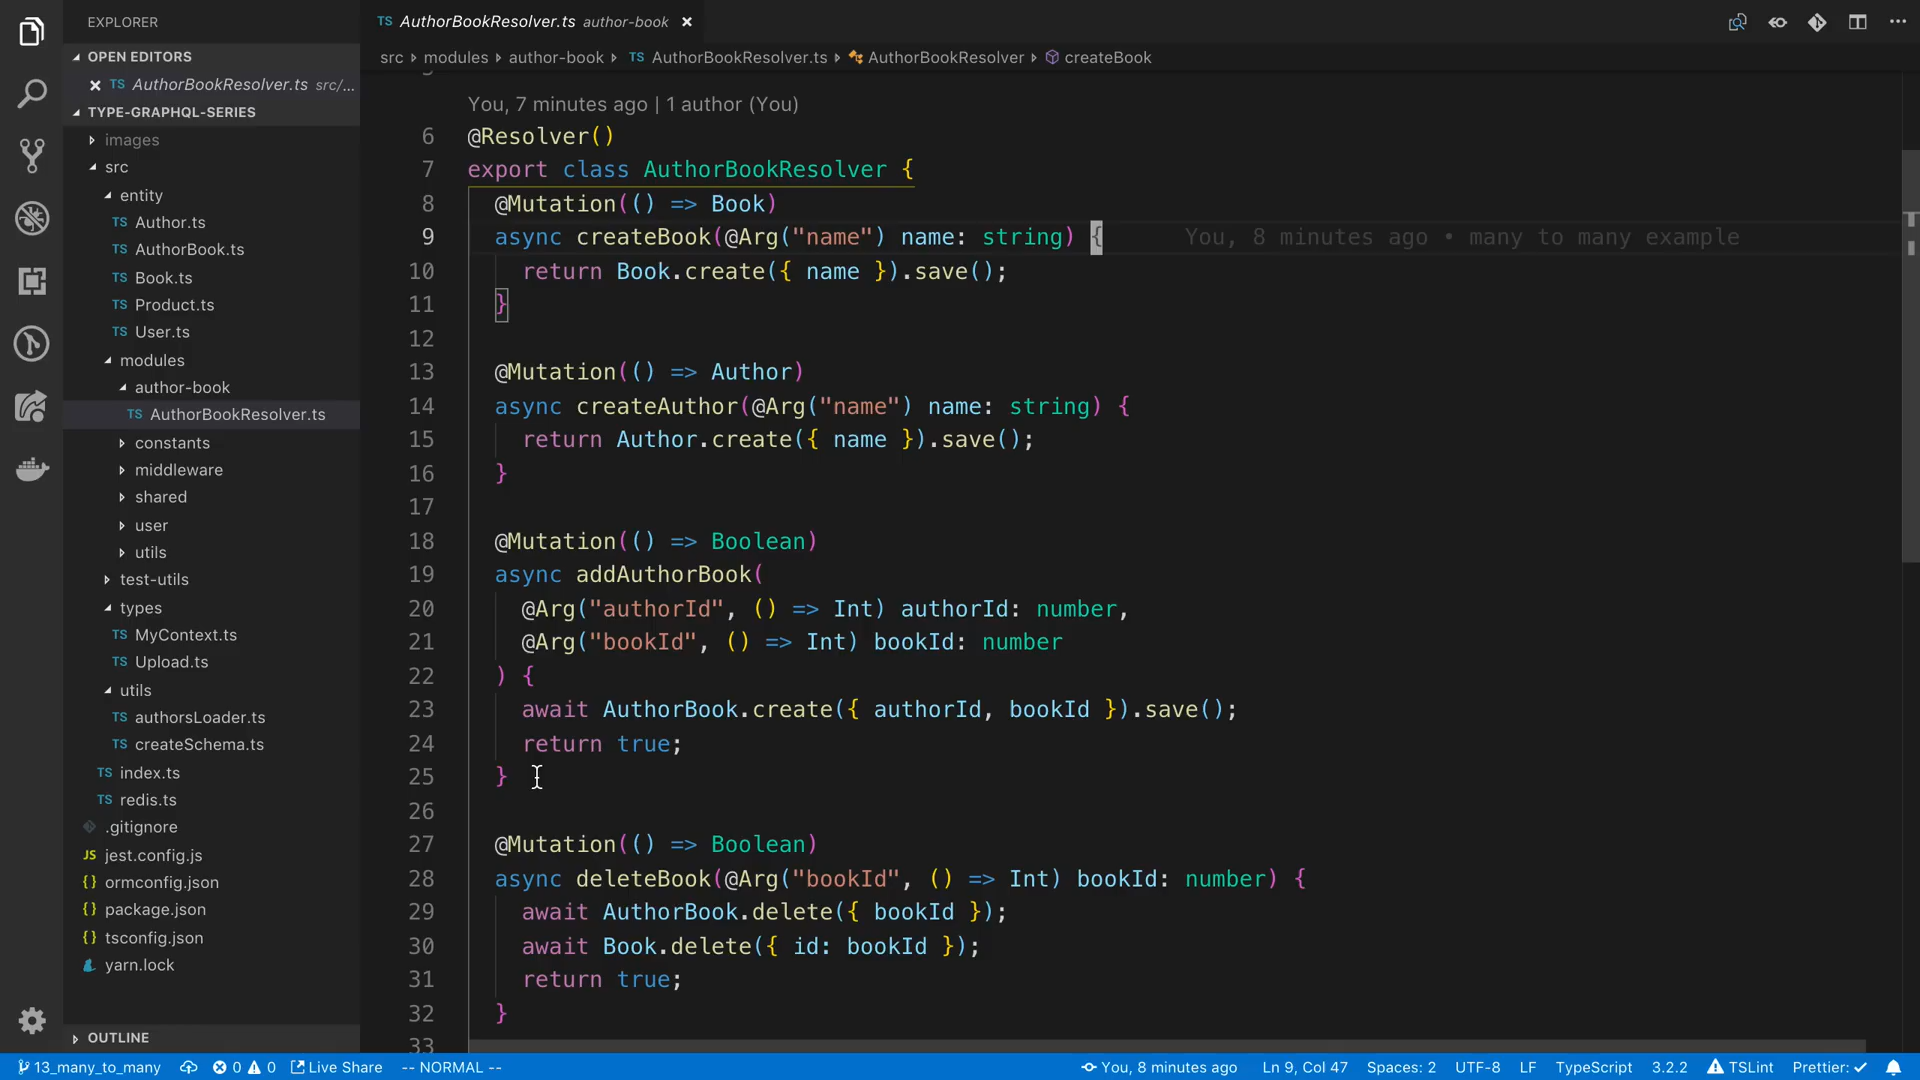 EXPLORER
OPEN EDITORS
TS AuthorBookResolver.ts src/...
TYPE-GRAPHQL-SERIES
images
src
entity
TS Author.ts
TS AuthorBook.ts
TS Book.ts
TS Product.ts
TS User.ts
modules
author-book
TS AuthorBookResolver.ts
constants
middleware
shared
user
utils
test-utils
types
TS MyContext.ts
TS Upload.ts
utils
TS authorsLoader.ts
TS createSchema.ts
TS index.ts
TS redis.ts
.gitignore
JS jest.config.js
{} ormconfig.json
{} package.json
{} tsconfig.json
yarn.lock
OUTLINE
TS AuthorBookResolver.ts author-book
src modules author-book TS AuthorBookResolver.ts AuthorBookResolver createBook
You, 7 minutes ago | 1 author (You)
6 @Resolver()
7 export class AuthorBookResolver {
8 @Mutation(() => Book)
9 async createBook(@Arg("name") name: string) { You, 8 minutes ago • many to many example
10 return Book.create({ name }).save();
11 }
12
13 @Mutation(() => Author)
14 async createAuthor(@Arg("name") name: string) {
15 return Author.create({ name }).save();
16 }
17
18 @Mutation(() => Boolean)
19 async addAuthorBook(
20 @Arg("authorId", () => Int) authorId: number,
21 @Arg("bookId", () => Int) bookId: number
22 ) {
23 await AuthorBook.create({ authorId, bookId }).save();
24 return true;
25 }
26
27 @Mutation(() => Boolean)
28 async deleteBook(@Arg("bookId", () => Int) bookId: number) {
29 await AuthorBook.delete({ bookId });
30 await Book.delete({ id: bookId });
31 return true;
32 }
33
13_many_to_many 0 0 Live Share -- NORMAL -- You, 8 minutes ago Ln 9, Col 47 Spaces: 2 UTF-8 LF TypeScript 3.2.2 TSLint Prettier: ✓